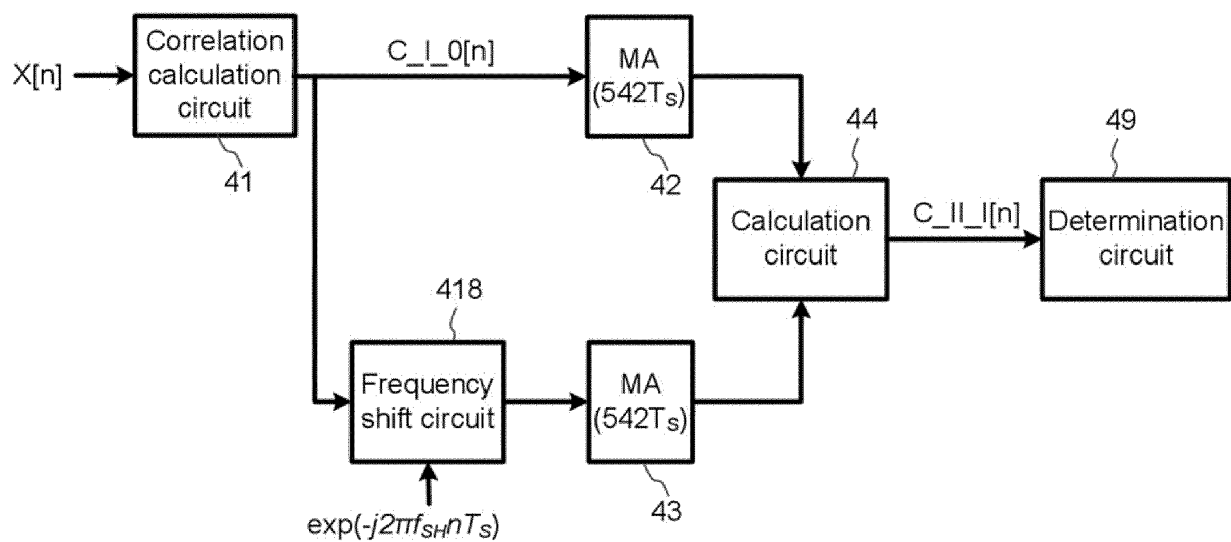 X[n]
Correlation
calculation
circuit
41
C_I_0[n]
MA
(542TS)
42
44
Calculation
circuit
C_II_I[n]
49
Determination
circuit
418
Frequency
shift circuit
MA
(542TS)
43
exp(-j2πfSHnTS)